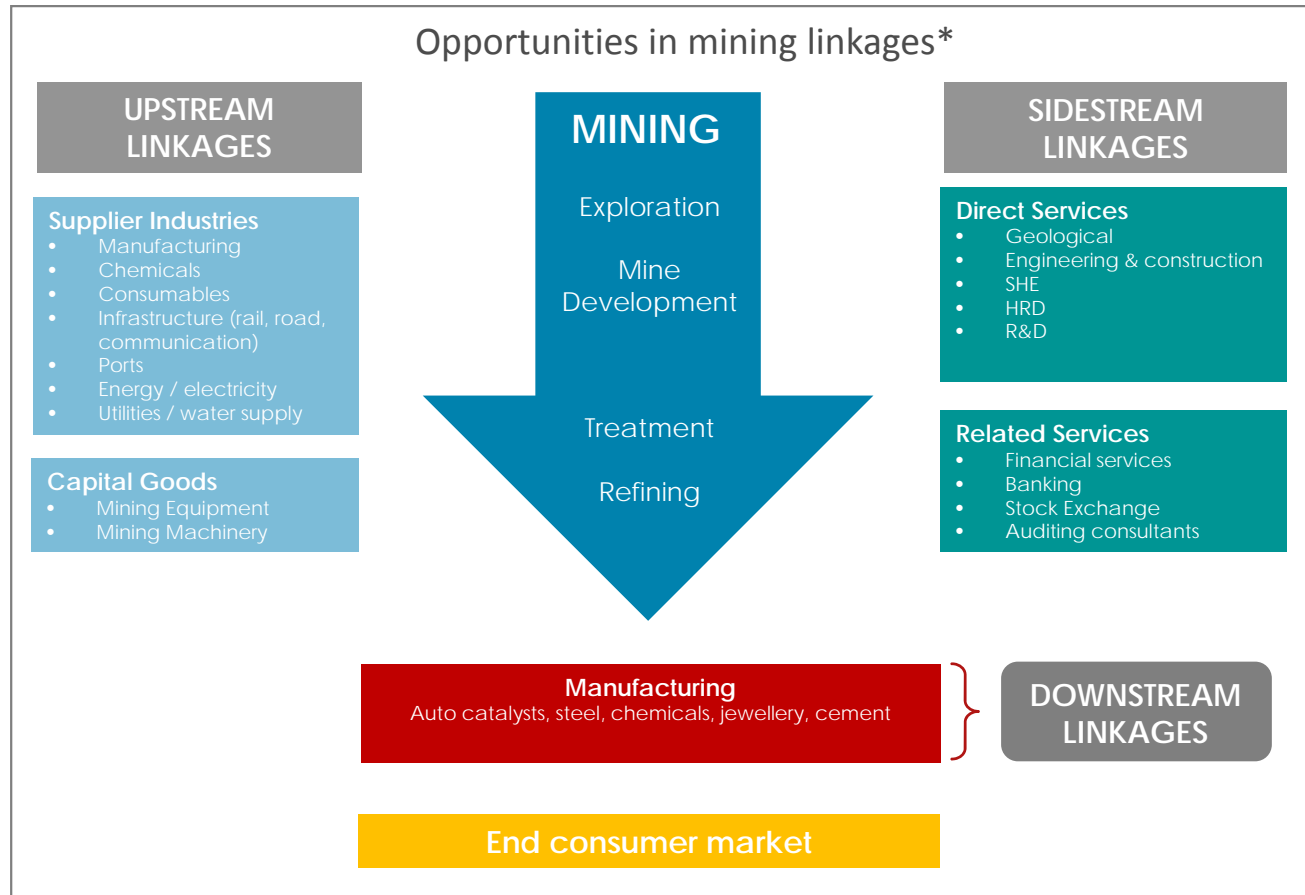 Opportunities in mining linkages*
UPSTREAM
LINKAGES
Supplier Industries
• Manufacturing
• Chemicals
• Consumables
• Infrastructure (rail, road,
communication)
• Ports
• Energy / electricity
• Utilities / water supply
Capital Goods
• Mining Equipment
• Mining Machinery
MINING
Exploration
Mine
Development
Treatment
Refining
SIDESTREAM
LINKAGES
Direct Services
• Geological
• Engineering & construction
• SHE
• HRD
• R&D
Related Services
• Financial services
• Banking
• Stock Exchange
• Auditing consultants
Manufacturing
Auto catalysts, steel, chemicals, jewellery, cement
DOWNSTREAM
LINKAGES
End consumer market